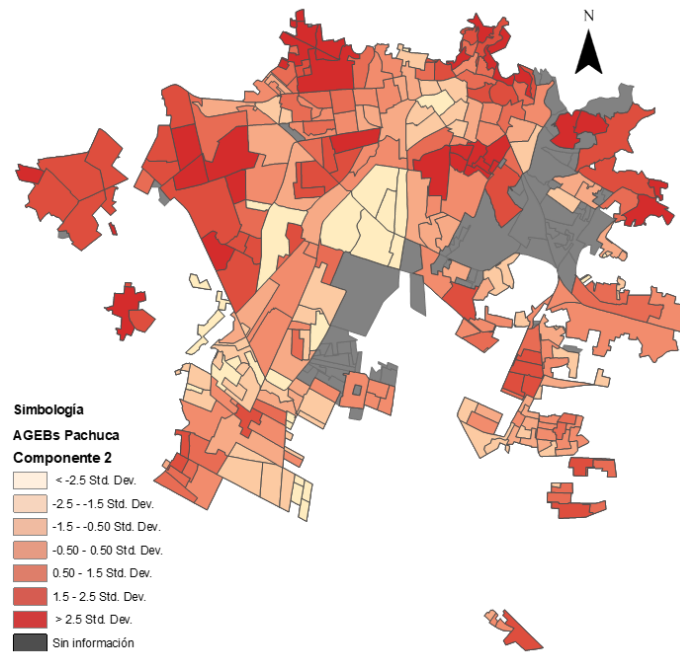 N
Simbología
AGEBs Pachuca
Componente 2
< -2.5 Std. Dev.
-2.5 - -1.5 Std. Dev.
-1.5 - -0.50 Std. Dev.
-0.50 - 0.50 Std. Dev.
0.50 - 1.5 Std. Dev.
1.5 - 2.5 Std. Dev.
> 2.5 Std. Dev.
Sin información